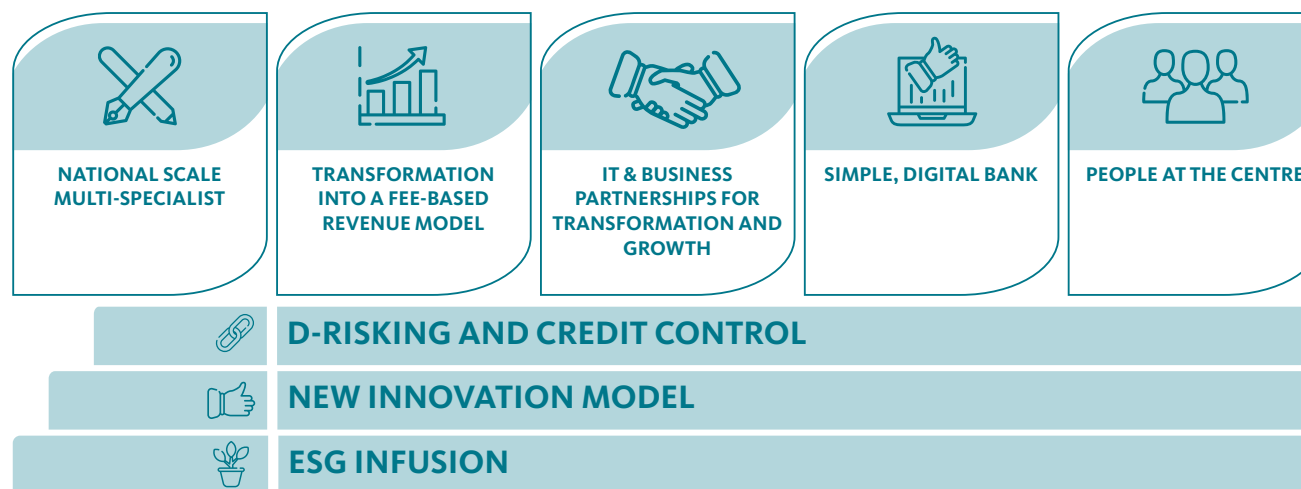 NATIONAL SCALE
MULTI-SPECIALIST
TRANSFORMATION
INTO A FEE-BASED
REVENUE MODEL
IT & BUSINESS
PARTNERSHIPS FOR
TRANSFORMATION AND
GROWTH
SIMPLE, DIGITAL BANK
PEOPLE AT THE CENTRE
D-RISKING AND CREDIT CONTROL
NEW INNOVATION MODEL
ESG INFUSION